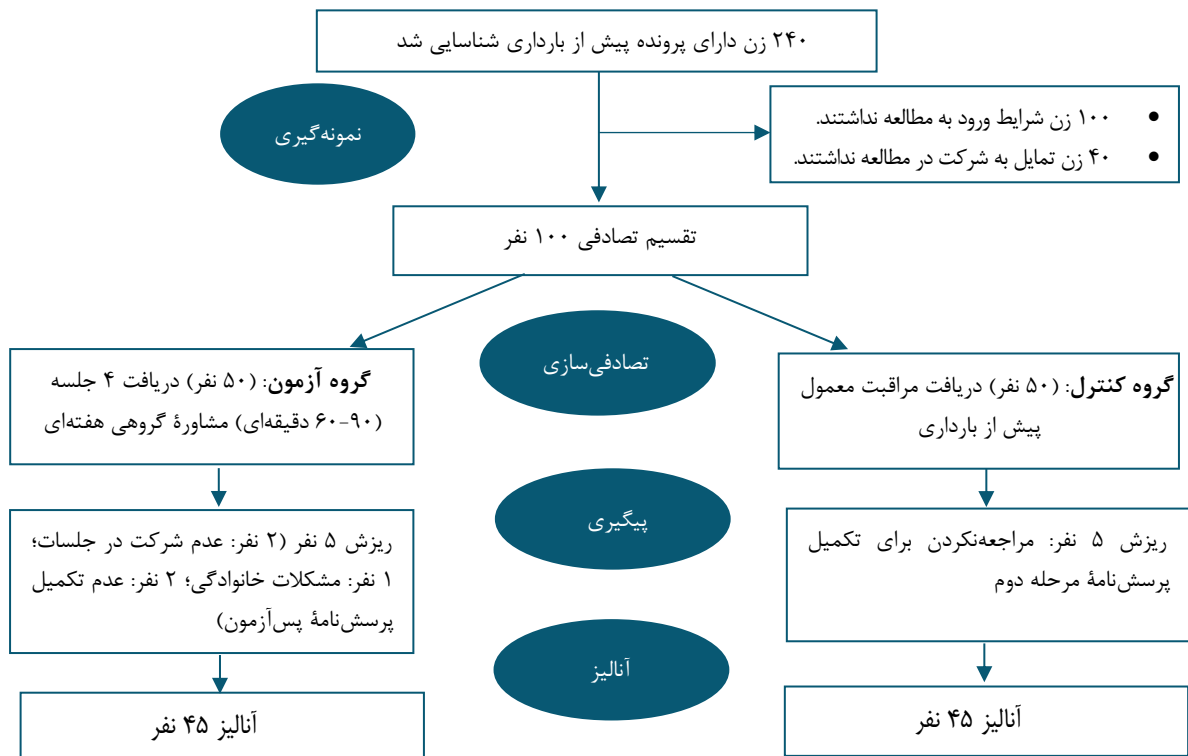 ۲۴۰ زن دارای پرونده پیش از بارداری شناسایی شد
نمونه‌گیری
• ۱۰۰ زن شرایط ورود به مطالعه نداشتند.
• ۴۰ زن تمایل به شرکت در مطالعه نداشتند.
تقسیم تصادفی ۱۰۰ نفر
تصادفی‌سازی
گروه کنترل: (۵۰ نفر) دریافت مراقبت معمول
پیش از بارداری
گروه آزمون: (۵۰ نفر) دریافت ۴ جلسه
(۹۰-۶۰ دقیقه‌ای) مشاورۀ گروهی هفته‌ای
پیگیری
ریزش ۵ نفر: مراجعه‌نکردن برای تکمیل
پرسش‌نامۀ مرحله دوم
ریزش ۵ نفر (۲ نفر: عدم شرکت در جلسات؛
۱ نفر: مشکلات خانوادگی؛ ۲ نفر: عدم تکمیل
پرسش‌نامۀ پس‌آزمون)
آنالیز
آنالیز ۴۵ نفر
آنالیز ۴۵ نفر